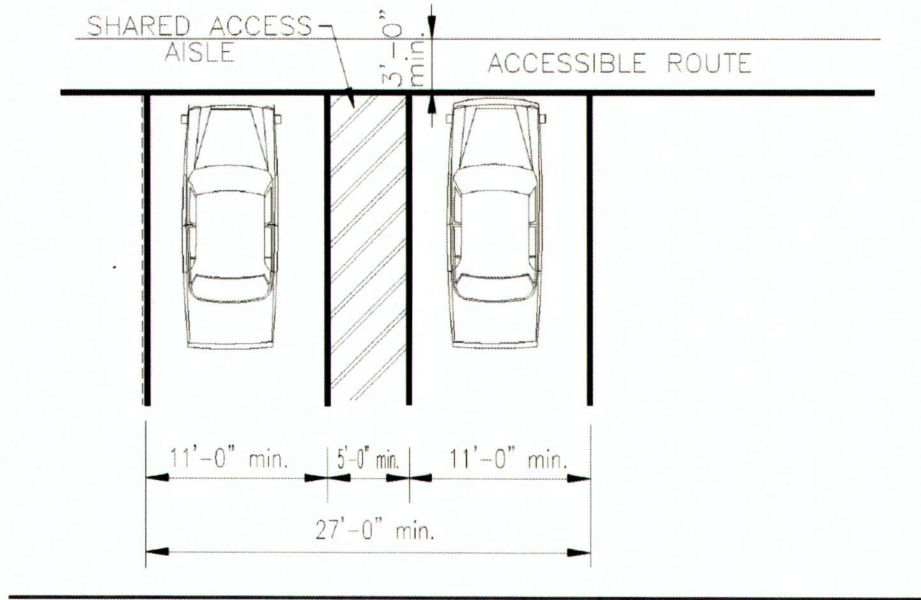 SHARED ACCESS
AISLE
3'-0"
min.
ACCESSIBLE ROUTE
11'-0" min.
5'-0" min.
11'-0" min.
27'-0" min.